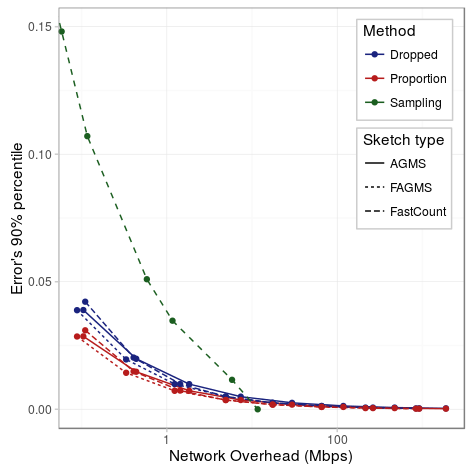 Error's 90% percentile
0.15
0.10
0.05
0.00
1
100
Network Overhead (Mbps)
Method
Dropped
Proportion
Sampling
Sketch type
AGMS
FAGMS
FastCount